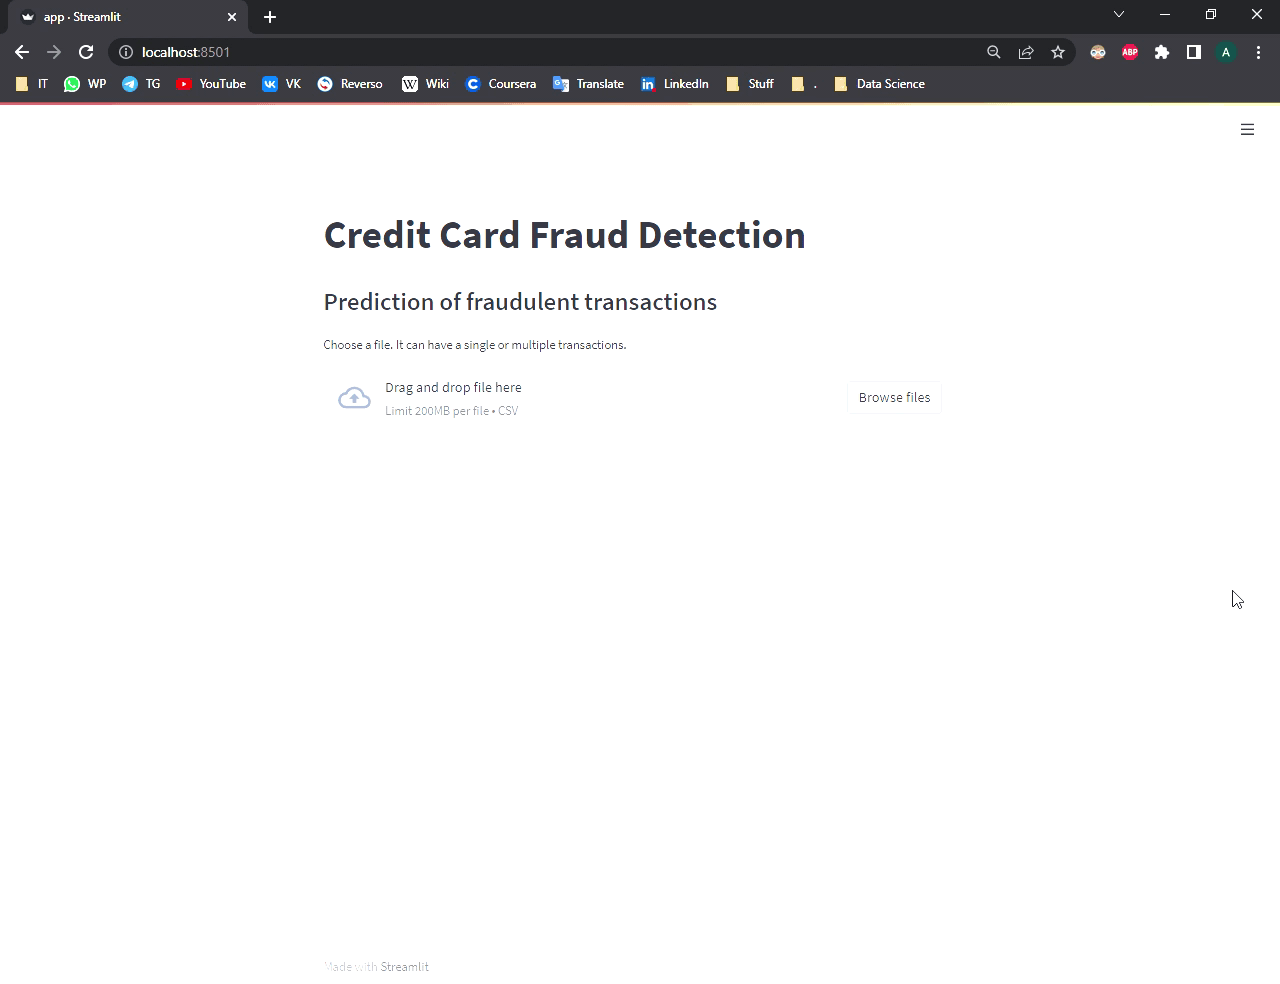 app · Streamlit
localhost:8501
ABP
A
IT WP TG YouTube VK Reverso Wiki Coursera Translate LinkedIn Stuff . Data Science
Credit Card Fraud Detection
Prediction of fraudulent transactions
Choose a file. It can have a single or multiple transactions.
Drag and drop file here
Limit 200MB per file • CSV
Browse files
Made with Streamlit